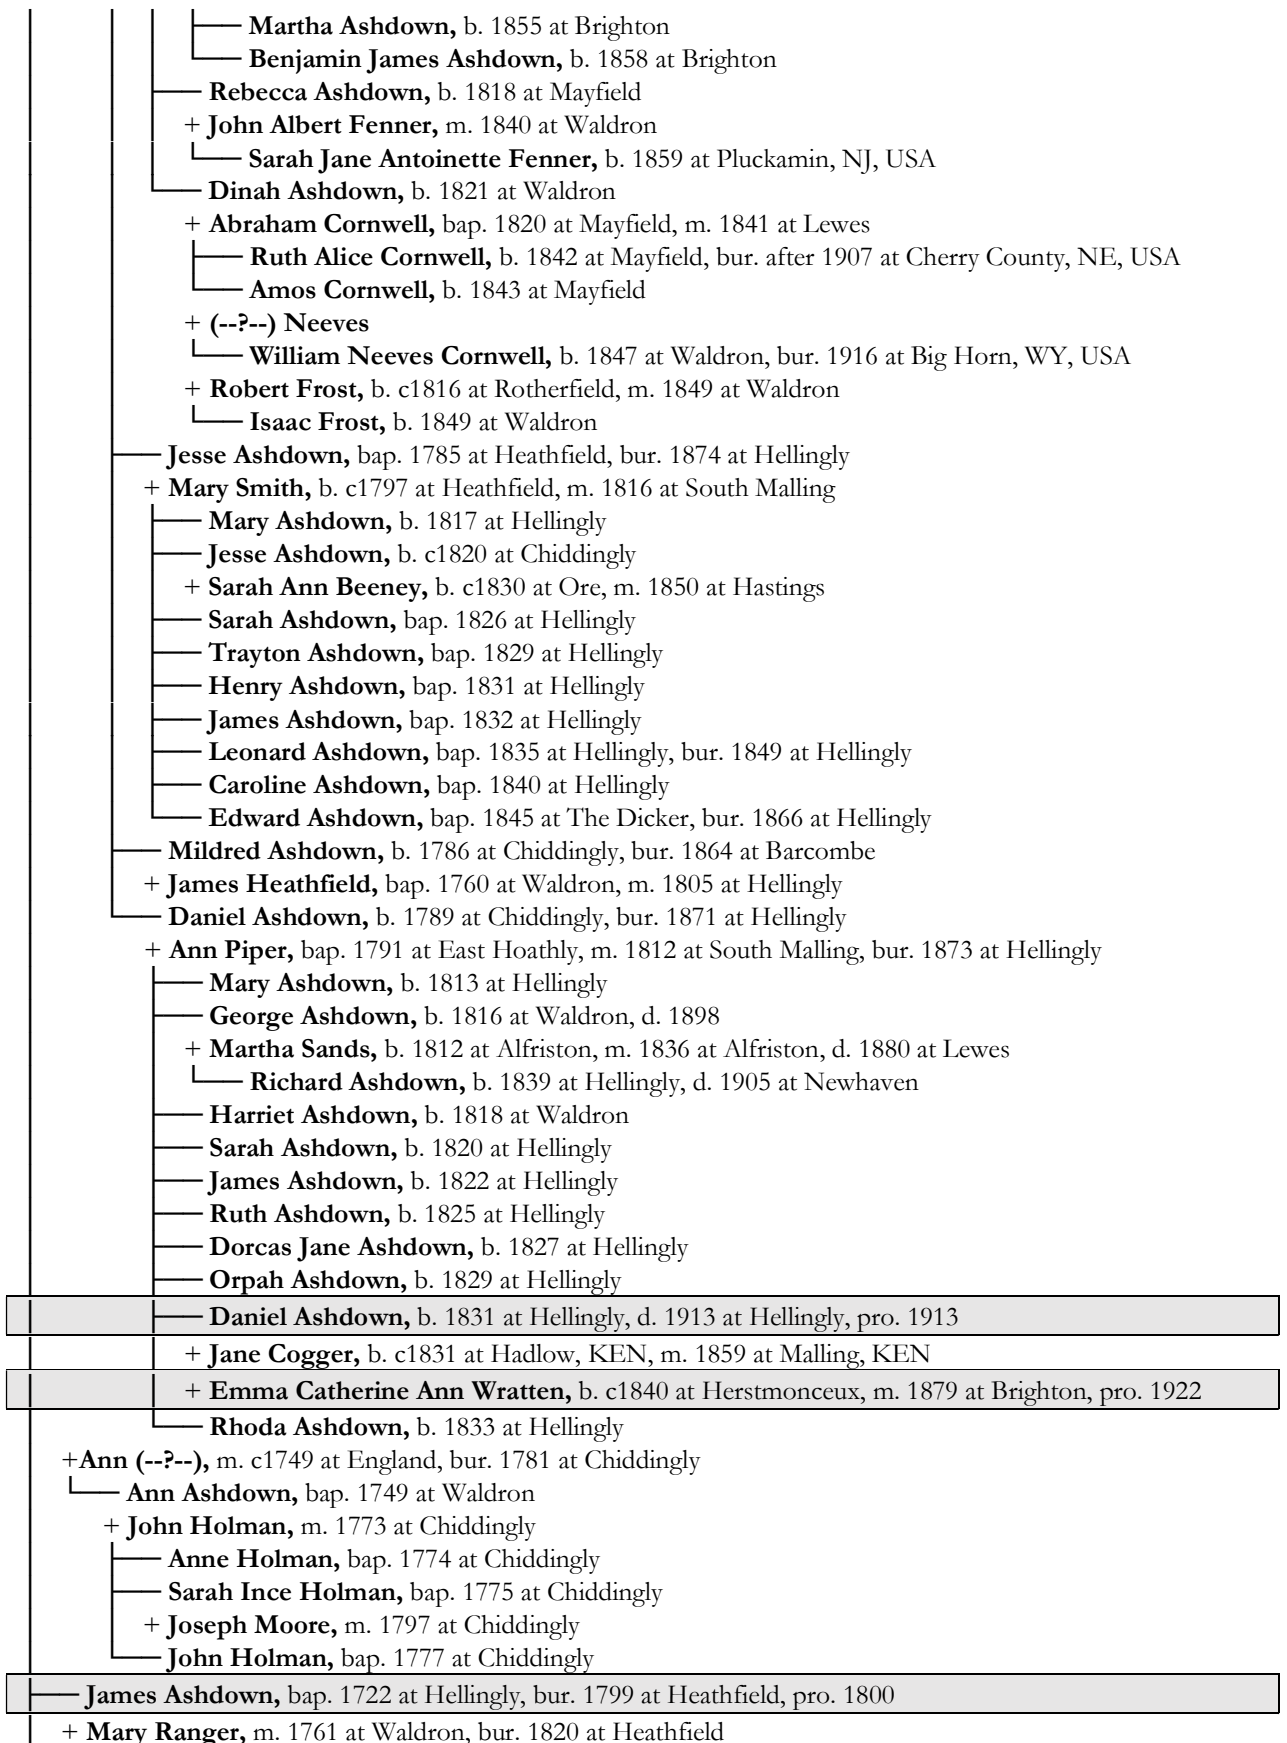 Martha Ashdown, b. 1855 at Brighton
Benjamin James Ashdown, b. 1858 at Brighton
Rebecca Ashdown, b. 1818 at Mayfield
+ John Albert Fenner, m. 1840 at Waldron
Sarah Jane Antoinette Fenner, b. 1859 at Pluckamin, NJ, USA
Dinah Ashdown, b. 1821 at Waldron
+ Abraham Cornwell, bap. 1820 at Mayfield, m. 1841 at Lewes
Ruth Alice Cornwell, b. 1842 at Mayfield, bur. after 1907 at Cherry County, NE, USA
Amos Cornwell, b. 1843 at Mayfield
+ (--?--) Neeves
William Neeves Cornwell, b. 1847 at Waldron, bur. 1916 at Big Horn, WY, USA
+ Robert Frost, b. c1816 at Rotherfield, m. 1849 at Waldron
Isaac Frost, b. 1849 at Waldron
Jesse Ashdown, bap. 1785 at Heathfield, bur. 1874 at Hellingly
+ Mary Smith, b. c1797 at Heathfield, m. 1816 at South Malling
Mary Ashdown, b. 1817 at Hellingly
Jesse Ashdown, b. c1820 at Chiddingly
+ Sarah Ann Beeney, b. c1830 at Ore, m. 1850 at Hastings
Sarah Ashdown, bap. 1826 at Hellingly
Trayton Ashdown, bap. 1829 at Hellingly
Henry Ashdown, bap. 1831 at Hellingly
James Ashdown, bap. 1832 at Hellingly
Leonard Ashdown, bap. 1835 at Hellingly, bur. 1849 at Hellingly
Caroline Ashdown, bap. 1840 at Hellingly
Edward Ashdown, bap. 1845 at The Dicker, bur. 1866 at Hellingly
Mildred Ashdown, b. 1786 at Chiddingly, bur. 1864 at Barcombe
+ James Heathfield, bap. 1760 at Waldron, m. 1805 at Hellingly
Daniel Ashdown, b. 1789 at Chiddingly, bur. 1871 at Hellingly
+ Ann Piper, bap. 1791 at East Hoathly, m. 1812 at South Malling, bur. 1873 at Hellingly
Mary Ashdown, b. 1813 at Hellingly
George Ashdown, b. 1816 at Waldron, d. 1898
+ Martha Sands, b. 1812 at Alfriston, m. 1836 at Alfriston, d. 1880 at Lewes
Richard Ashdown, b. 1839 at Hellingly, d. 1905 at Newhaven
Harriet Ashdown, b. 1818 at Waldron
Sarah Ashdown, b. 1820 at Hellingly
James Ashdown, b. 1822 at Hellingly
Ruth Ashdown, b. 1825 at Hellingly
Dorcas Jane Ashdown, b. 1827 at Hellingly
Orpah Ashdown, b. 1829 at Hellingly
Daniel Ashdown, b. 1831 at Hellingly, d. 1913 at Hellingly, pro. 1913
+ Jane Cogger, b. c1831 at Hadlow, KEN, m. 1859 at Malling, KEN
+ Emma Catherine Ann Wratten, b. c1840 at Herstmonceux, m. 1879 at Brighton, pro. 1922
Rhoda Ashdown, b. 1833 at Hellingly
+Ann (--?--), m. c1749 at England, bur. 1781 at Chiddingly
Ann Ashdown, bap. 1749 at Waldron
+ John Holman, m. 1773 at Chiddingly
Anne Holman, bap. 1774 at Chiddingly
Sarah Ince Holman, bap. 1775 at Chiddingly
+ Joseph Moore, m. 1797 at Chiddingly
John Holman, bap. 1777 at Chiddingly
James Ashdown, bap. 1722 at Hellingly, bur. 1799 at Heathfield, pro. 1800
+ Mary Ranger, m. 1761 at Waldron, bur. 1820 at Heathfield